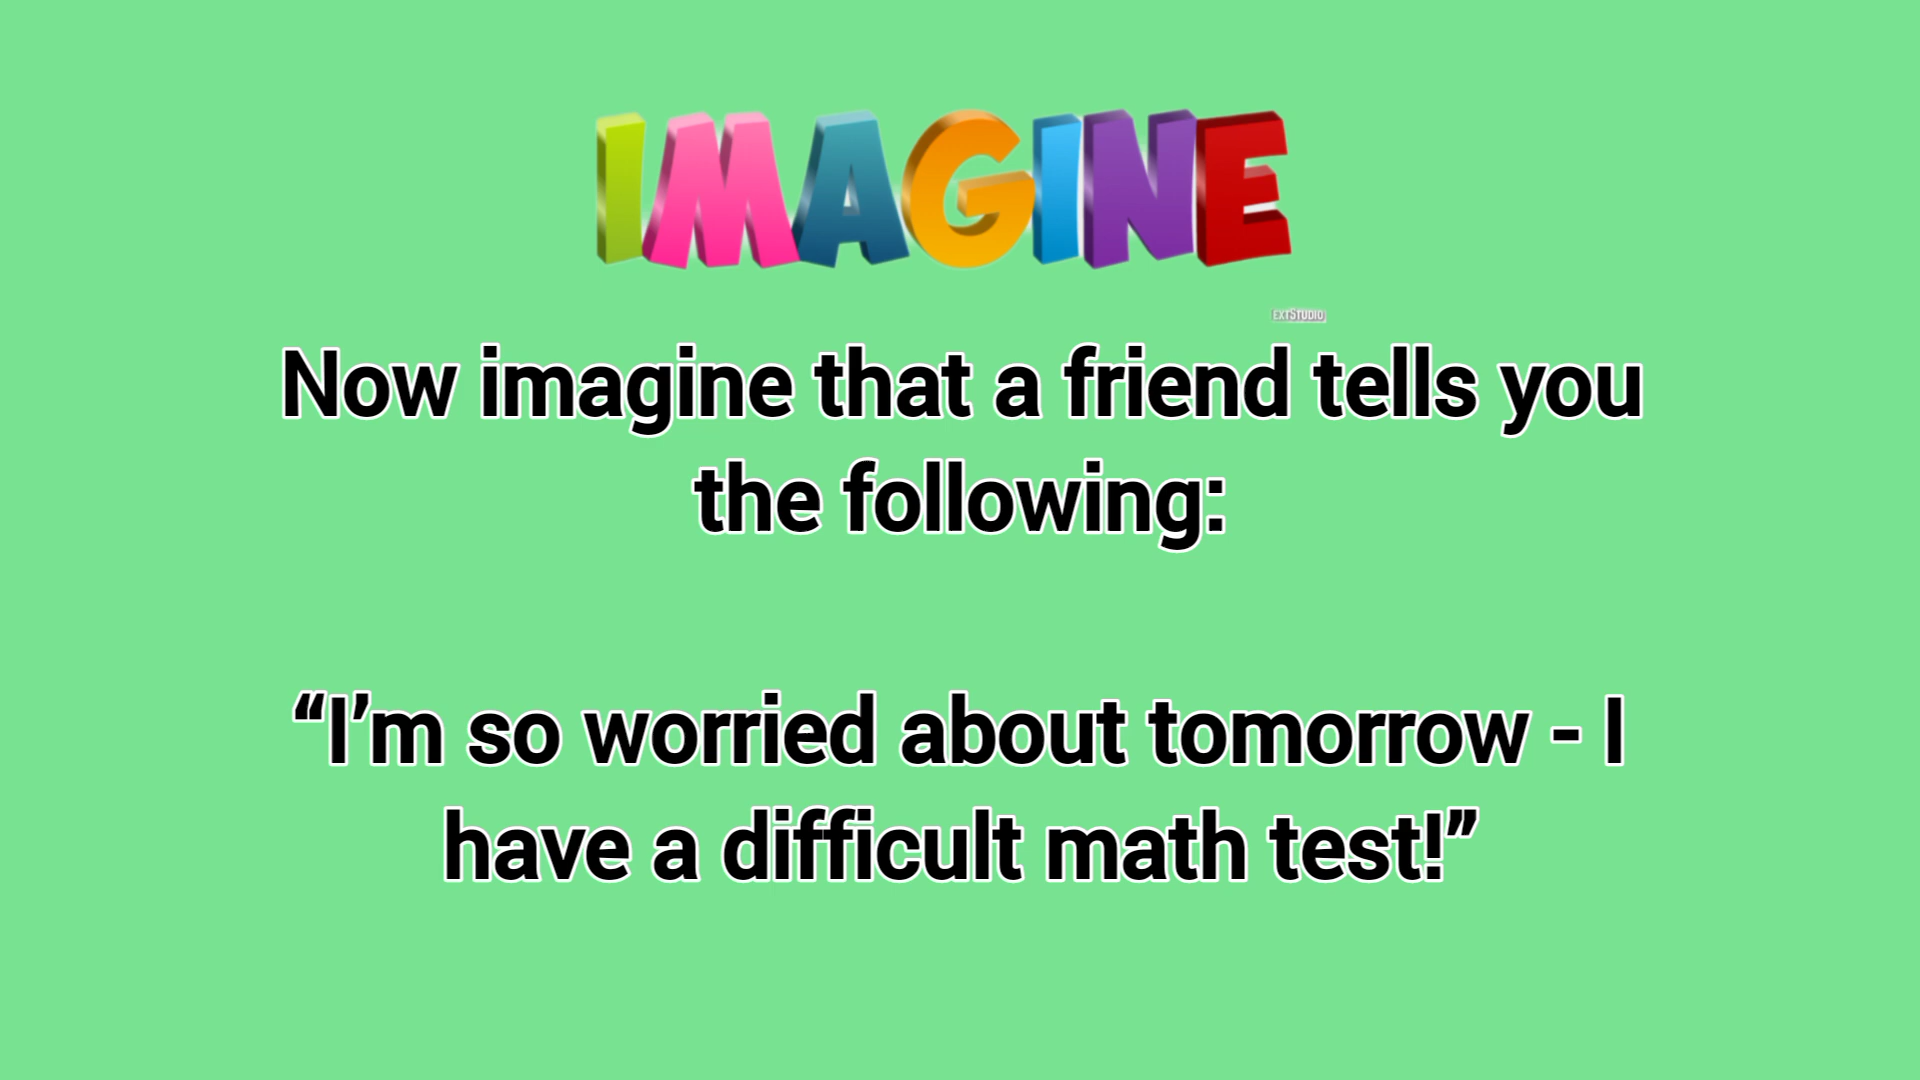 IMAGINE
EXTSTUDIO
Now imagine that a friend tells you
the following:
“I’m so worried about tomorrow - I
have a difficult math test!”